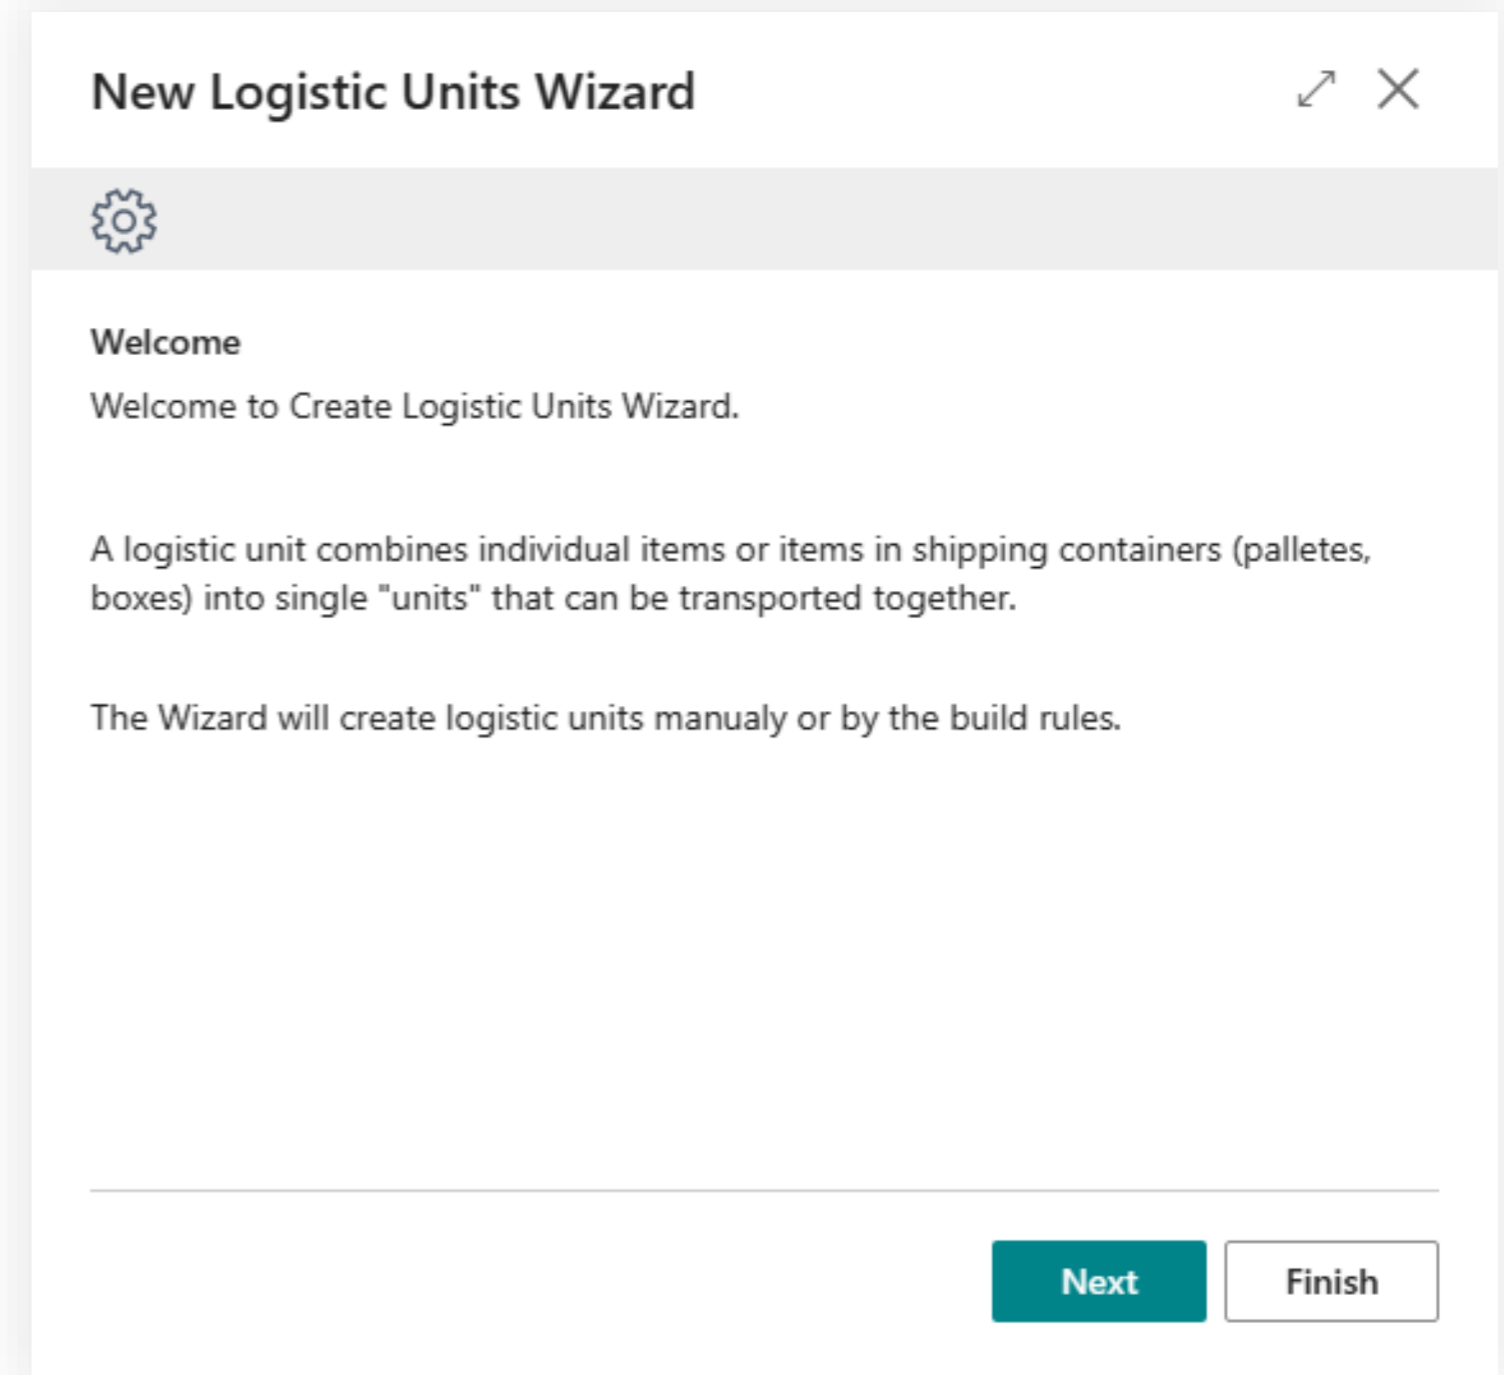 New Logistic Units Wizard
Welcome
Welcome to Create Logistic Units Wizard.
A logistic unit combines individual items or items in shipping containers (palletes,
boxes) into single "units" that can be transported together.
The Wizard will create logistic units manualy or by the build rules.
Next
Finish